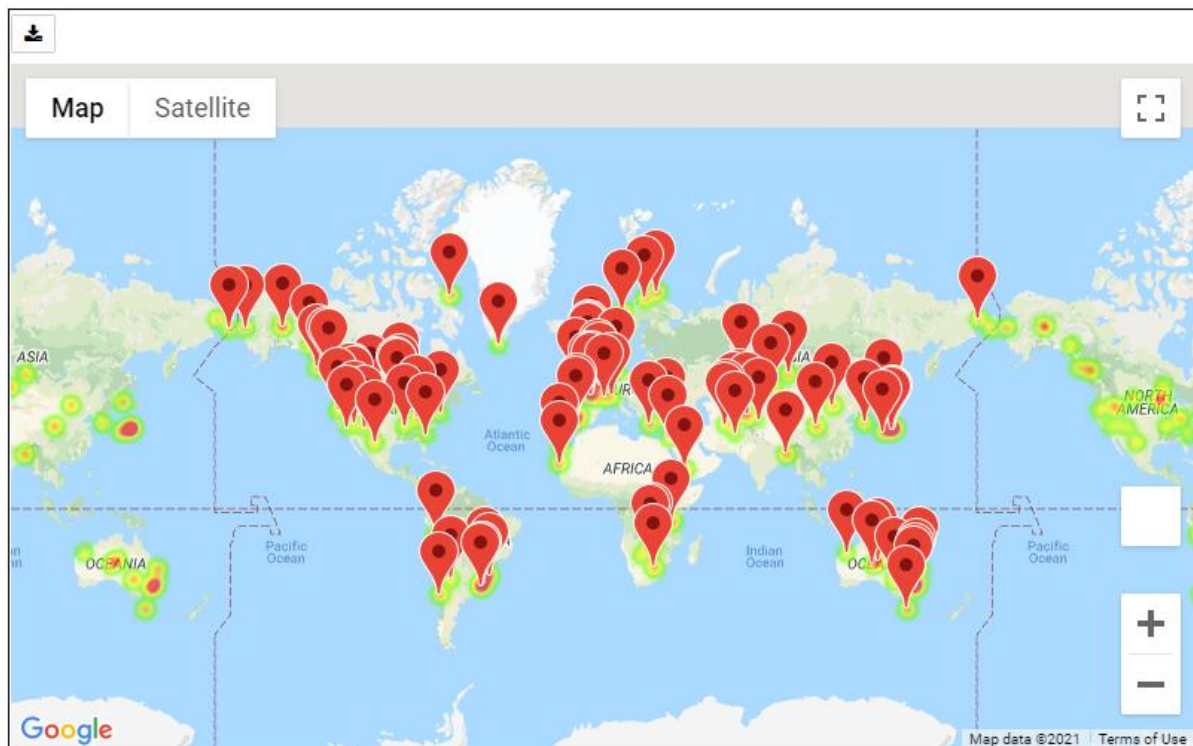 Map Satellite
ASIA
NORTH
AMERICA
Atlantic
Ocean
AFRICA
OCEANIA
Pacific
Ocean
Indian
Ocean
Pacific
Ocean
Google
Map data ©2021 Terms of Use